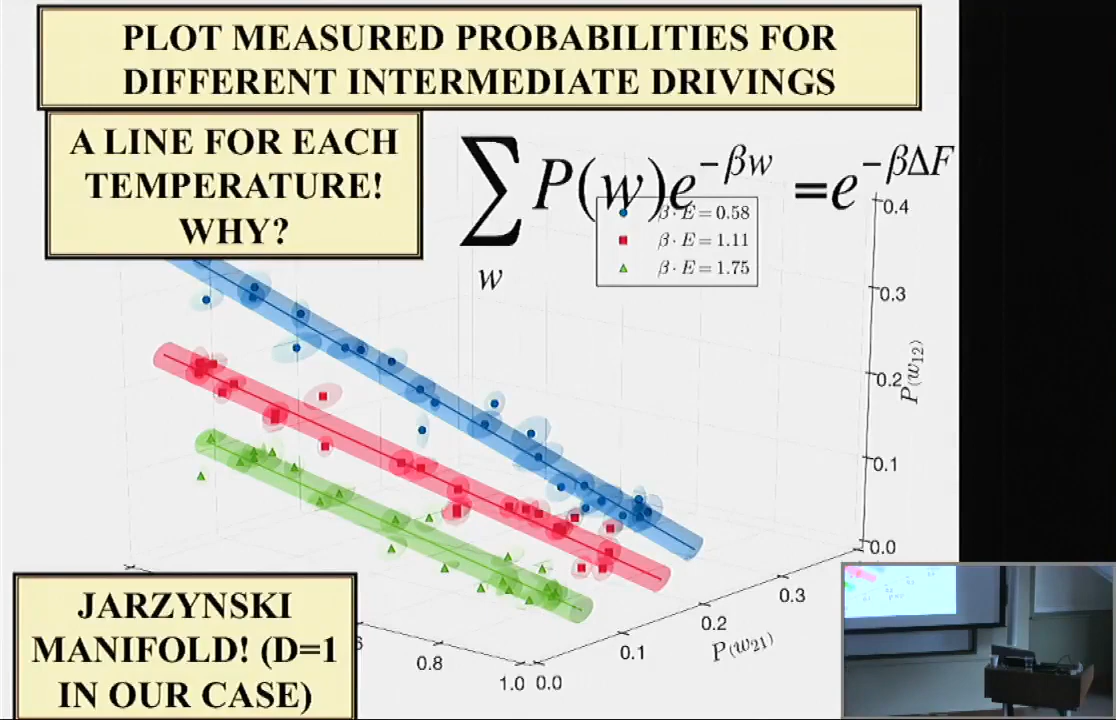 PLOT MEASURED PROBABILITIES FOR
DIFFERENT INTERMEDIATE DRIVINGS
A LINE FOR EACH
TEMPERATURE!
WHY?
∑ P(w)e^{−βw} = e^{−βΔF}
w
β · E = 0.58
β · E = 1.11
β · E = 1.75
0.4
0.3
0.2
0.1
0.0
P(w₁₂)
0.3
0.2
0.1
0.0
P(w₂₁)
0.8
1.0
JARZYNSKI
MANIFOLD! (D=1
IN OUR CASE)